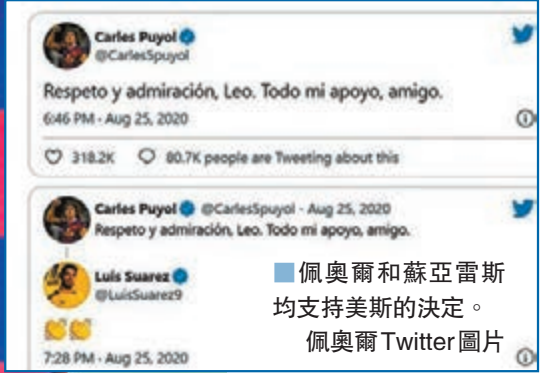 Carles Puyol
@Carles5puyol
Respeto y admiración, Leo. Todo mi apoyo, amigo.
6:46 PM - Aug 25, 2020
318.2K 80.7K people are Tweeting about this
Carles Puyol @Carles5puyol - Aug 25, 2020
Respeto y admiración, Leo. Todo mi apoyo, amigo.
Luis Suarez
@LuisSuarez9
👏👏
7:28 PM - Aug 25, 2020
■佩奧爾和蘇亞雷斯
均支持美斯的決定。
佩奧爾Twitter圖片